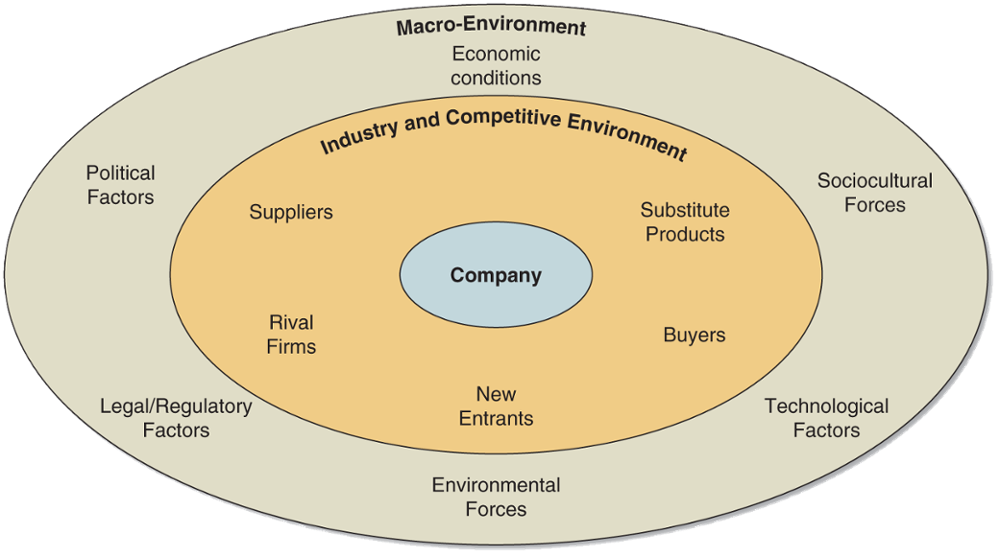 Macro-Environment
Economic
conditions
Industry and Competitive Environment
Political
Factors
Sociocultural
Forces
Suppliers
Substitute
Products
Company
Rival
Firms
Buyers
New
Entrants
Legal/Regulatory
Factors
Technological
Factors
Environmental
Forces